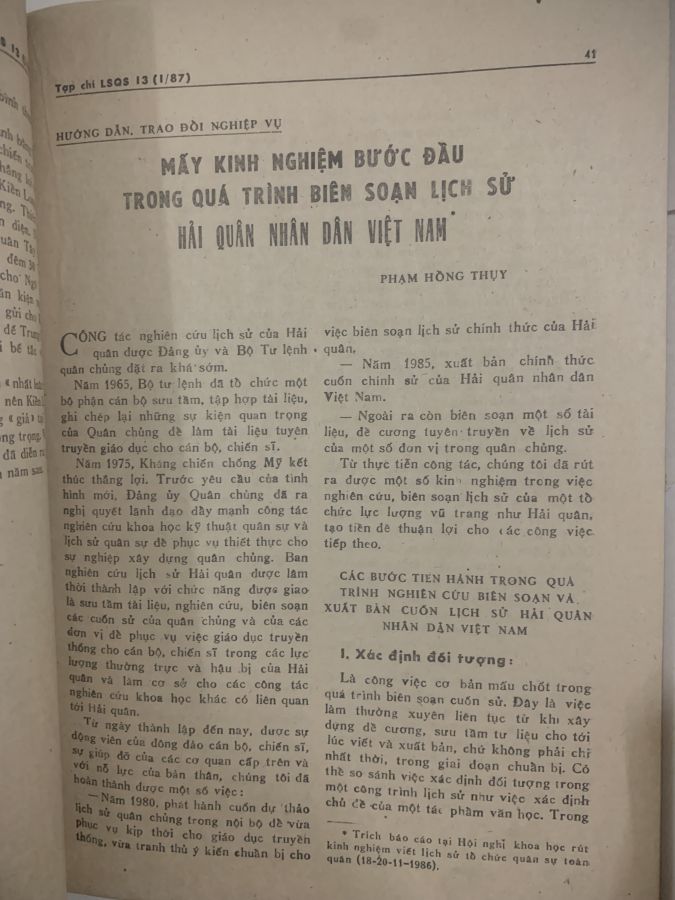 Tạp chí LSQS 13 (1/87)
41
HƯỚNG DẪN, TRAO ĐỔI NGHIỆP VỤ
MẤY KINH NGHIỆM BƯỚC ĐẦU
TRONG QUÁ TRÌNH BIÊN SOẠN LỊCH SỬ
HẢI QUÂN NHÂN DÂN VIỆT NAM*
PHẠM HỒNG THỤY
CÔNG tác nghiên cứu lịch sử của Hải
quân được Đảng ủy và Bộ Tư lệnh
quân chủng đặt ra khá sớm.
Năm 1965, Bộ tư lệnh đã tổ chức một
bộ phận cán bộ sưu tầm, tập hợp tài liệu,
ghi chép lại những sự kiện quan trọng
của Quân chủng để làm tài liệu tuyên
truyền giáo dục cho cán bộ, chiến sĩ.
Năm 1975, Kháng chiến chống Mỹ kết
thúc thắng lợi. Trước yêu cầu của tình
hình mới, Đảng ủy Quân chủng đã ra
nghị quyết lãnh đạo đẩy mạnh công tác
nghiên cứu khoa học kỹ thuật quân sự và
lịch sử quân sự để phục vụ thiết thực cho
sự nghiệp xây dựng quân chủng. Ban
nghiên cứu lịch sử Hải quân được lâm
thời thành lập với chức năng được giao
là sưu tầm tài liệu, nghiên cứu, biên soạn
các cuốn sử của quân chủng và của các
đơn vị để phục vụ việc giáo dục truyền
thống cho cán bộ, chiến sĩ trong các lực
lượng thường trực và hậu bị của Hải
quân và làm cơ sở cho các công tác
nghiên cứu khoa học khác có liên quan
tới Hải quân.
Từ ngày thành lập đến nay, được sự
động viên của đông đảo cán bộ, chiến sĩ,
sự giúp đỡ của các cơ quan cấp trên và
với nỗ lực của bản thân, chúng tôi đã
hoàn thành được một số việc:
— Năm 1980, phát hành cuốn dự thảo
lịch sử quân chủng trong nội bộ để vừa
phục vụ kịp thời cho giáo dục truyền
thống, vừa tranh thủ ý kiến chuẩn bị cho
việc biên soạn lịch sử chính thức của Hải
quân.
— Năm 1985, xuất bản chính thức
cuốn chính sử của Hải quân nhân dân
Việt Nam.
— Ngoài ra còn biên soạn một số tài
liệu, đề cương tuyên truyền về lịch sử
của một số đơn vị trong quân chủng.
Từ thực tiễn công tác, chúng tôi đã rút
ra được một số kinh nghiệm trong việc
nghiên cứu, biên soạn lịch sử của một tổ
chức lực lượng vũ trang như Hải quân,
tạo tiền đề thuận lợi cho các công việc
tiếp theo.
CÁC BƯỚC TIẾN HÀNH TRONG QUÁ
TRÌNH NGHIÊN CỨU BIÊN SOẠN VÀ
XUẤT BẢN CUỐN LỊCH SỬ HẢI QUÂN
NHÂN DÂN VIỆT NAM
1. Xác định đối tượng:
Là công việc cơ bản mấu chốt trong
quá trình biên soạn cuốn sử. Đây là việc
làm thường xuyên liên tục từ khi xây
dựng đề cương, sưu tầm tư liệu cho tới
lúc viết và xuất bản, chứ không phải chỉ
nhất thời, trong giai đoạn chuẩn bị. Có
thể so sánh việc xác định đối tượng trong
một công trình lịch sử như việc xác định
chủ đề của một tác phẩm văn học. Trong
* Trích báo cáo tại Hội nghị khoa học rút
kinh nghiệm viết lịch sử tổ chức quân sự toàn
quân (18-20-11-1986).